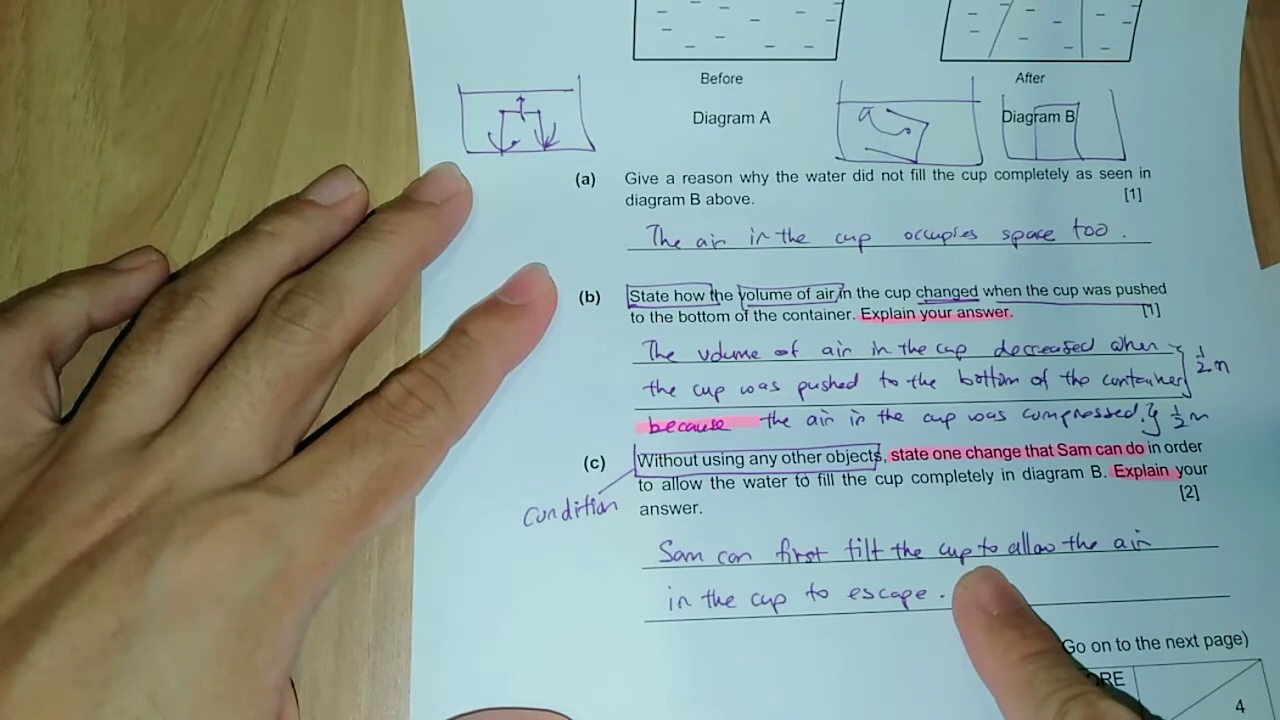 Before
After
Diagram A
Diagram B
(a) Give a reason why the water did not fill the cup completely as seen in
diagram B above. [1]
The air in the cup occupies space too.
(b) State how the volume of air in the cup changed when the cup was pushed
to the bottom of the container. Explain your answer. [1]
The volume of air in the cup decreased when
the cup was pushed to the bottom of the container } 1/2 m
because the air in the cup was compressed. } 1/2 m
(c) Without using any other objects, state one change that Sam can do in order
to allow the water to fill the cup completely in diagram B. Explain your
answer. [2]
condition
Sam can first tilt the cup to allow the air
in the cup to escape.
Go on to the next page)
ORE
4